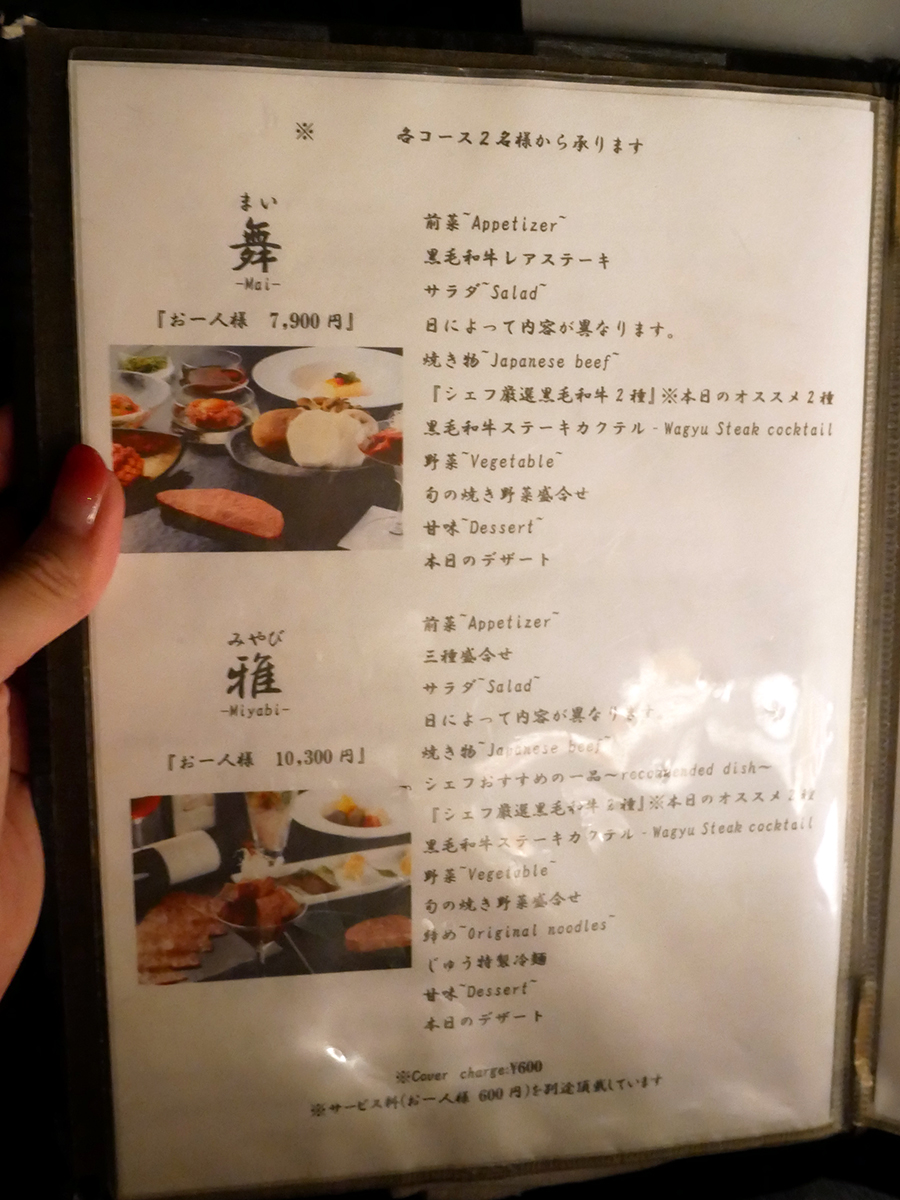 ※ 各コース2名様から承ります
まい
舞
-Mai-
『お一人様 7,900円』
前菜~Appetizer~
黒毛和牛レアステーキ
サラダ~Salad~
日によって内容が異なります。
焼き物~Japanese beef~
『シェフ厳選黒毛和牛2種』※本日のオススメ2種
黒毛和牛ステーキカクテル - Wagyu Steak cocktail
野菜~Vegetable~
旬の焼き野菜盛合せ
甘味~Dessert~
本日のデザート
みやび
雅
-Miyabi-
『お一人様 10,300円』
前菜~Appetizer~
三種盛合せ
サラダ~Salad~
日によって内容が異なります。
焼き物~Japanese beef~
シェフおすすめの一品～recommended dish～
『シェフ厳選黒毛和牛2種』※本日のオススメ2種
黒毛和牛ステーキカクテル - Wagyu Steak cocktail
野菜~Vegetable~
旬の焼き野菜盛合せ
締め~Original noodles~
じゅう特製冷麺
甘味~Dessert~
本日のデザート
※Cover charge:¥600
※サービス料(お一人様 600円)を別途頂戴しています